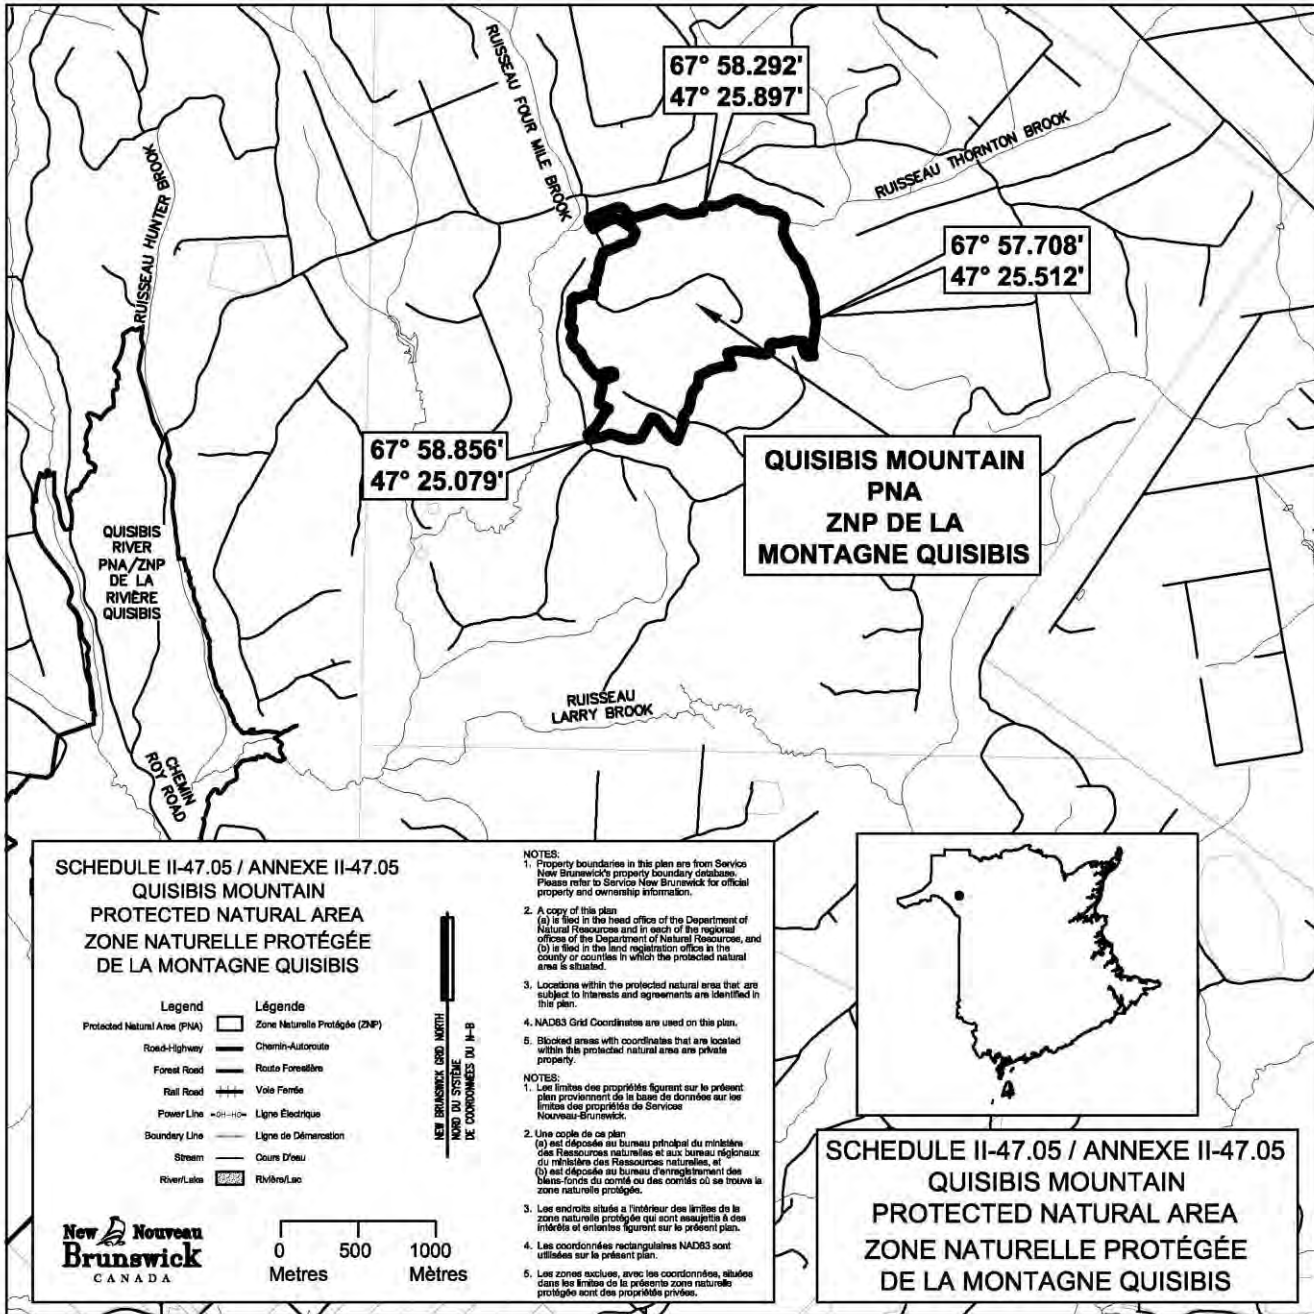 RUISSEAU FOUR MILE BROOK
67° 58.292'
47° 25.897'
RUISSEAU THORNTON BROOK
RUISSEAU HUNTER BROOK
67° 57.708'
47° 25.512'
67° 58.856'
47° 25.079'
QUISIBIS MOUNTAIN
PNA
ZNP DE LA
MONTAGNE QUISIBIS
QUISIBIS
RIVER
PNA/ZNP
DE LA
RIVIÈRE
QUISIBIS
RUISSEAU
LARRY BROOK
CHEMIN
ROY ROAD
SCHEDULE II-47.05 / ANNEXE II-47.05
QUISIBIS MOUNTAIN
PROTECTED NATURAL AREA
ZONE NATURELLE PROTÉGÉE
DE LA MONTAGNE QUISIBIS
Legend Légende
Protected Natural Area (PNA) Zone Naturelle Protégée (ZNP)
Road-Highway Chemin-Autoroute
Forest Road Route Forestière
Rail Road Voie Ferrée
Power Line -OH-HO- Ligne Électrique
Boundary Line Ligne de Démarcation
Stream Cours D'eau
River/Lake Rivière/Lac
NEW BRUNSWICK GRID NORTH
NORD DU SYSTÈME
DE COORDONNÉES DU N-B
New Nouveau
Brunswick
CANADA
0 500 1000
Metres Mètres
NOTES:
1. Property boundaries in this plan are from Service
New Brunswick's property boundary database.
Please refer to Service New Brunswick for official
property and ownership information.
2. A copy of this plan
(a) is filed in the head office of the Department of
Natural Resources and in each of the regional
offices of the Department of Natural Resources, and
(b) is filed in the land registration office in the
county or counties in which the protected natural
area is situated.
3. Locations within the protected natural area that are
subject to interests and agreements are identified in
this plan.
4. NAD83 Grid Coordinates are used on this plan.
5. Blocked areas with coordinates that are located
within this protected natural area are private
property.
NOTES:
1. Les limites des propriétés figurant sur le présent
plan proviennent de la base de données sur les
limites des propriétés de Services
Nouveau-Brunswick.
2. Une copie de ce plan
(a) est déposée au bureau principal du ministère
des Ressources naturelles et aux bureau régionaux
du ministère des Ressources naturelles, et
(b) est déposée au bureau d'enregistrement des
biens-fonds du comté ou des comtés où se trouve la
zone naturelle protégée.
3. Les endroits situés a l'intérieur des limites de la
zone naturelle protégée qui sont assujettis à des
intérêts et ententes figurent sur le présent plan.
4. Les coordonnées rectangulaires NAD83 sont
utilisées sur le présent plan.
5. Les zones exclues, avec les coordonnées, situées
dans les limites de la présente zone naturelle
protégée sont des propriétés privées.
SCHEDULE II-47.05 / ANNEXE II-47.05
QUISIBIS MOUNTAIN
PROTECTED NATURAL AREA
ZONE NATURELLE PROTÉGÉE
DE LA MONTAGNE QUISIBIS